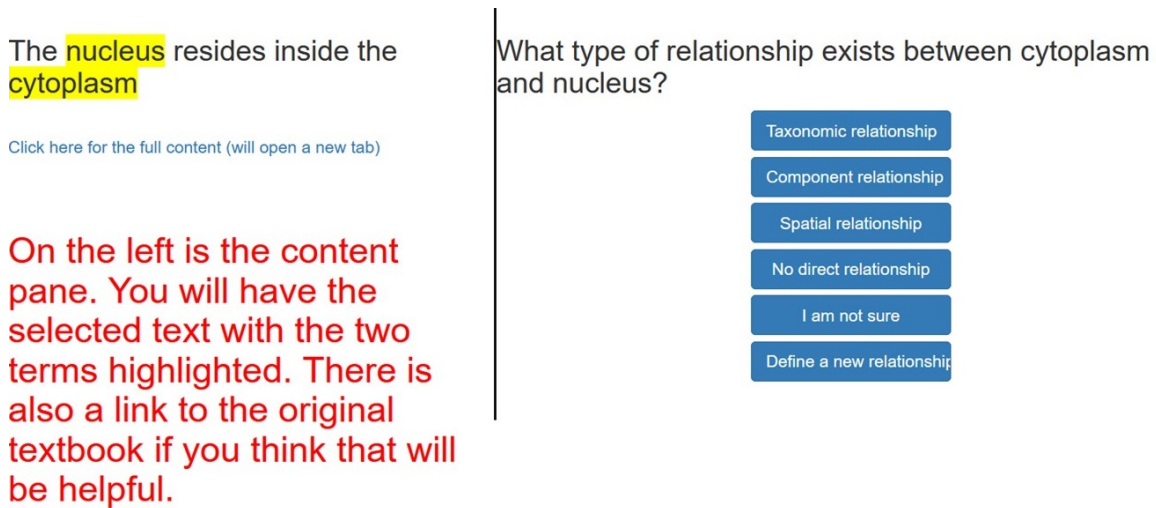 The nucleus resides inside the
cytoplasm
Click here for the full content (will open a new tab)
On the left is the content
pane. You will have the
selected text with the two
terms highlighted. There is
also a link to the original
textbook if you think that will
be helpful.
What type of relationship exists between cytoplasm
and nucleus?
Taxonomic relationship
Component relationship
Spatial relationship
No direct relationship
I am not sure
Define a new relationship